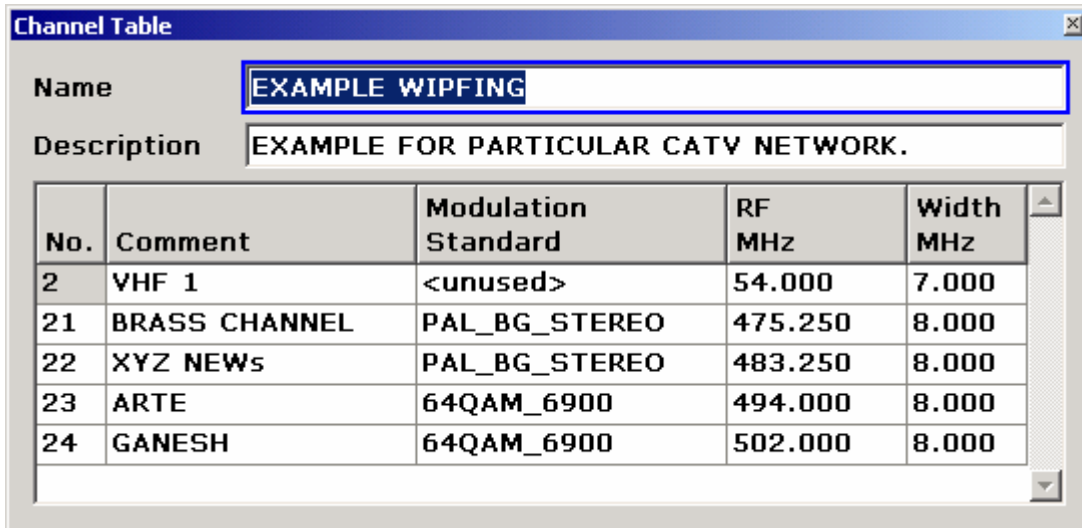 Channel Table
Name EXAMPLE WIPFING
Description EXAMPLE FOR PARTICULAR CATV NETWORK.
No. Comment Modulation Standard RF MHz Width MHz
2 VHF 1 <unused> 54.000 7.000
21 BRASS CHANNEL PAL_BG_STEREO 475.250 8.000
22 XYZ NEWs PAL_BG_STEREO 483.250 8.000
23 ARTE 64QAM_6900 494.000 8.000
24 GANESH 64QAM_6900 502.000 8.000